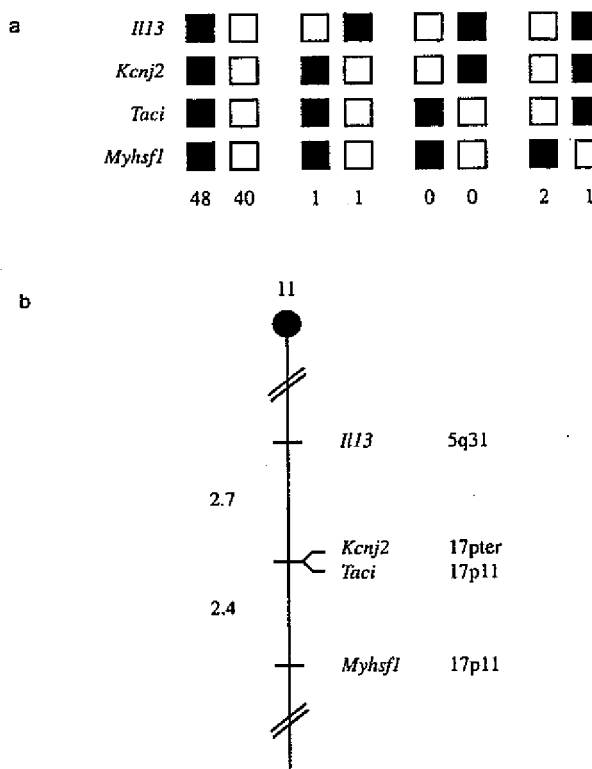 a
Il13
Kcnj2
Taci
Myhsf1
48 40 1 1 0 0 2 1
b
11
Il13 5q31
2.7
Kcnj2 17pter
Taci 17p11
2.4
Myhsf1 17p11